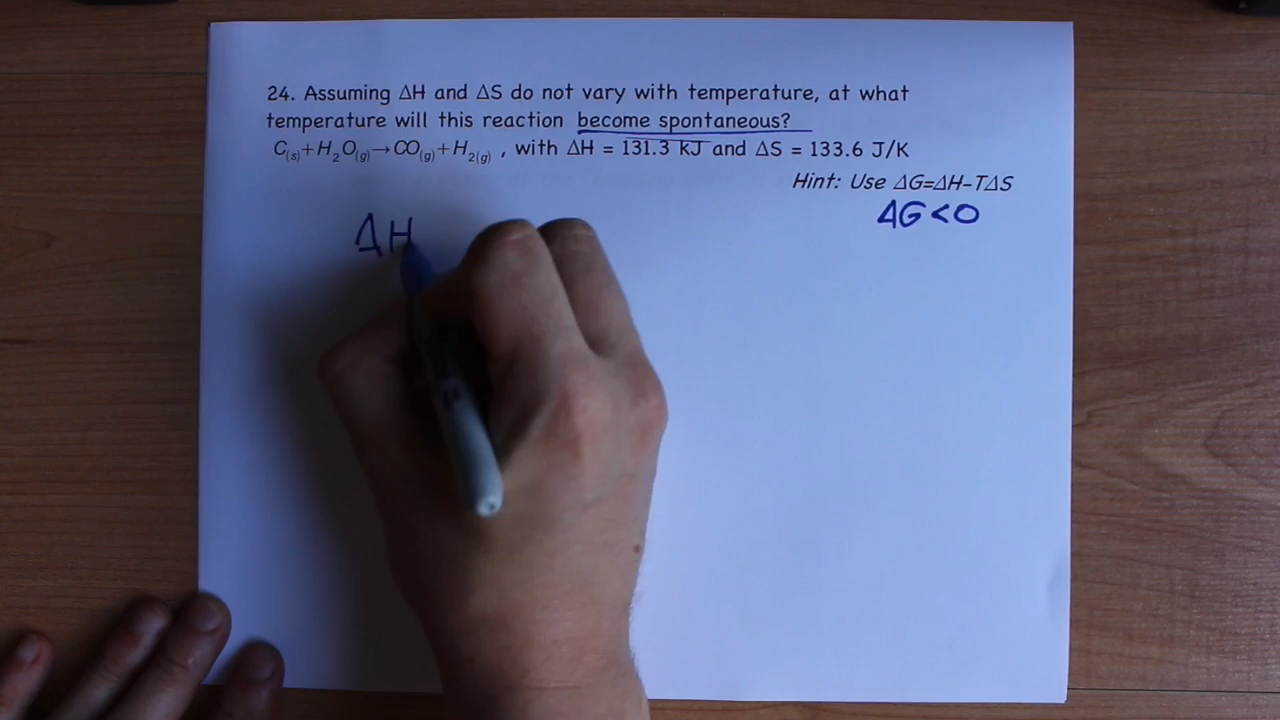 24. Assuming ΔH and ΔS do not vary with temperature, at what
temperature will this reaction become spontaneous?
C(s)+H₂O(g)→CO(g)+H₂(g) , with ΔH = 131.3 kJ and ΔS = 133.6 J/K
Hint: Use ΔG=ΔH-TΔS
ΔG<0
ΔH